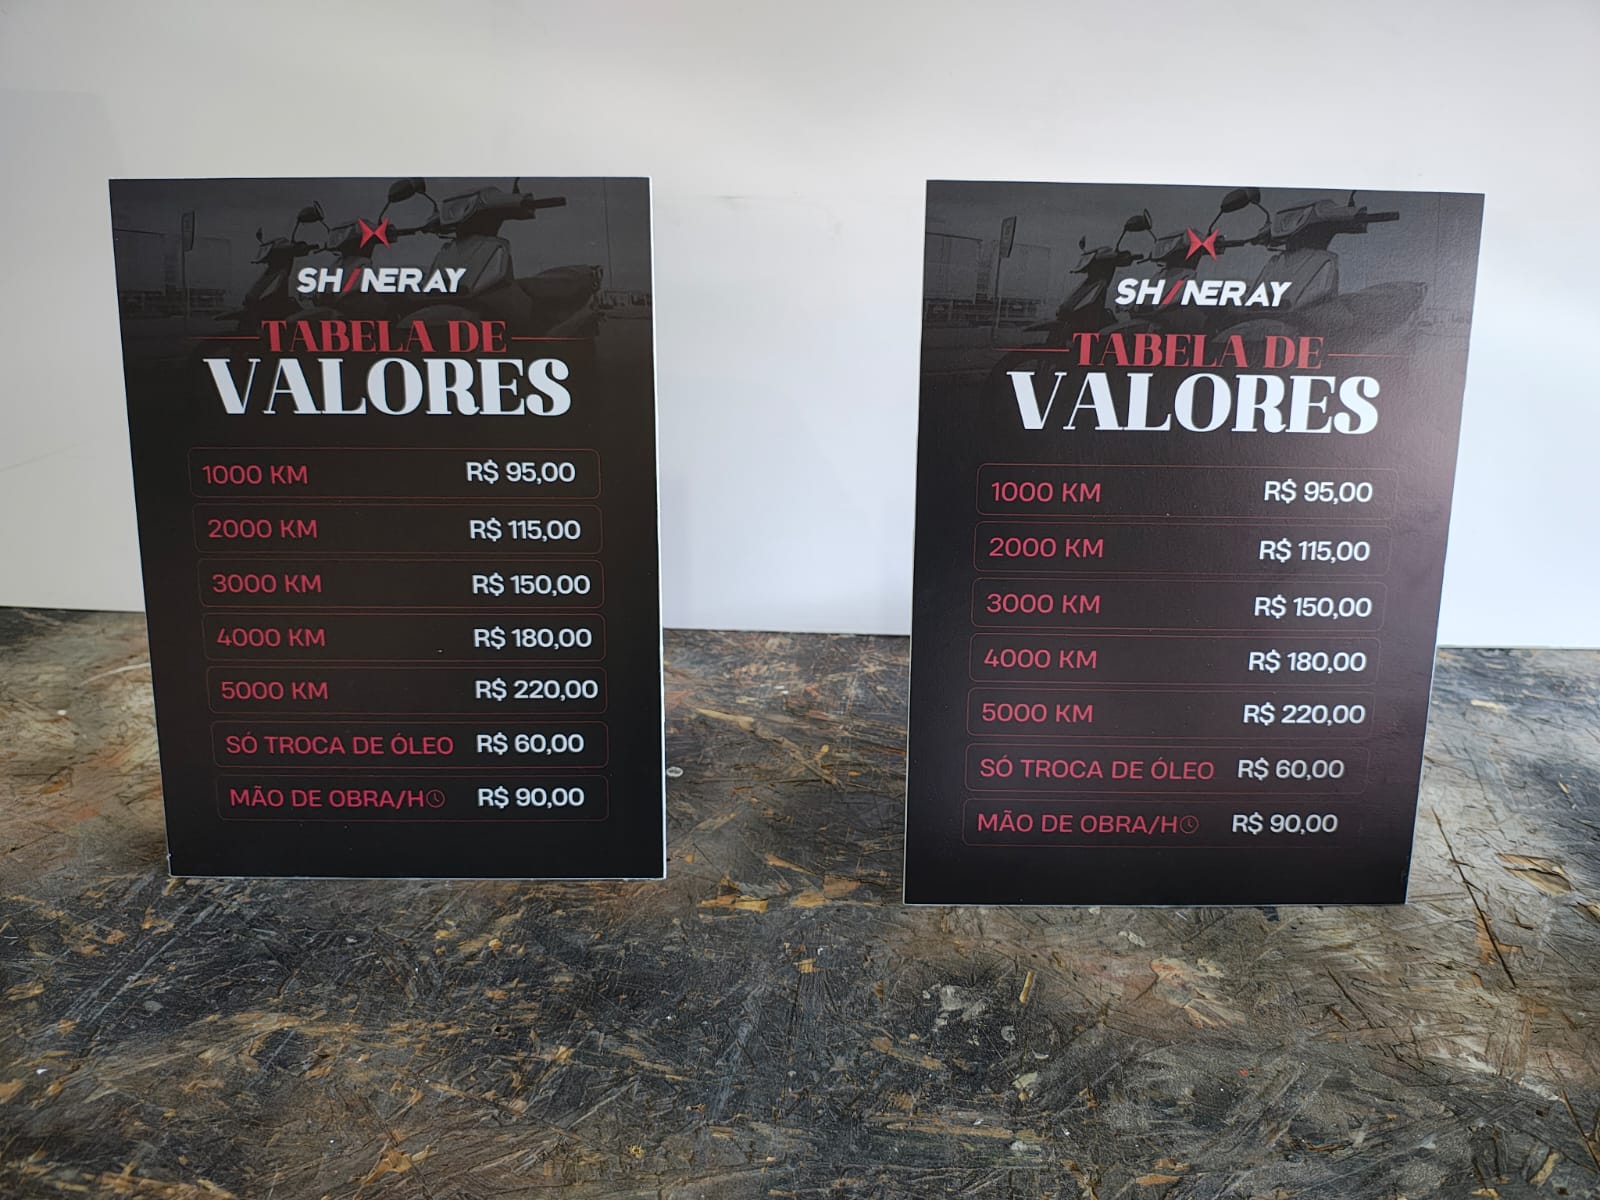 SHINERAY
TABELA DE
VALORES
1000 KM R$ 95,00
2000 KM R$ 115,00
3000 KM R$ 150,00
4000 KM R$ 180,00
5000 KM R$ 220,00
SÓ TROCA DE ÓLEO R$ 60,00
MÃO DE OBRA/H R$ 90,00
SHINERAY
TABELA DE
VALORES
1000 KM R$ 95,00
2000 KM R$ 115,00
3000 KM R$ 150,00
4000 KM R$ 180,00
5000 KM R$ 220,00
SÓ TROCA DE ÓLEO R$ 60,00
MÃO DE OBRA/H R$ 90,00